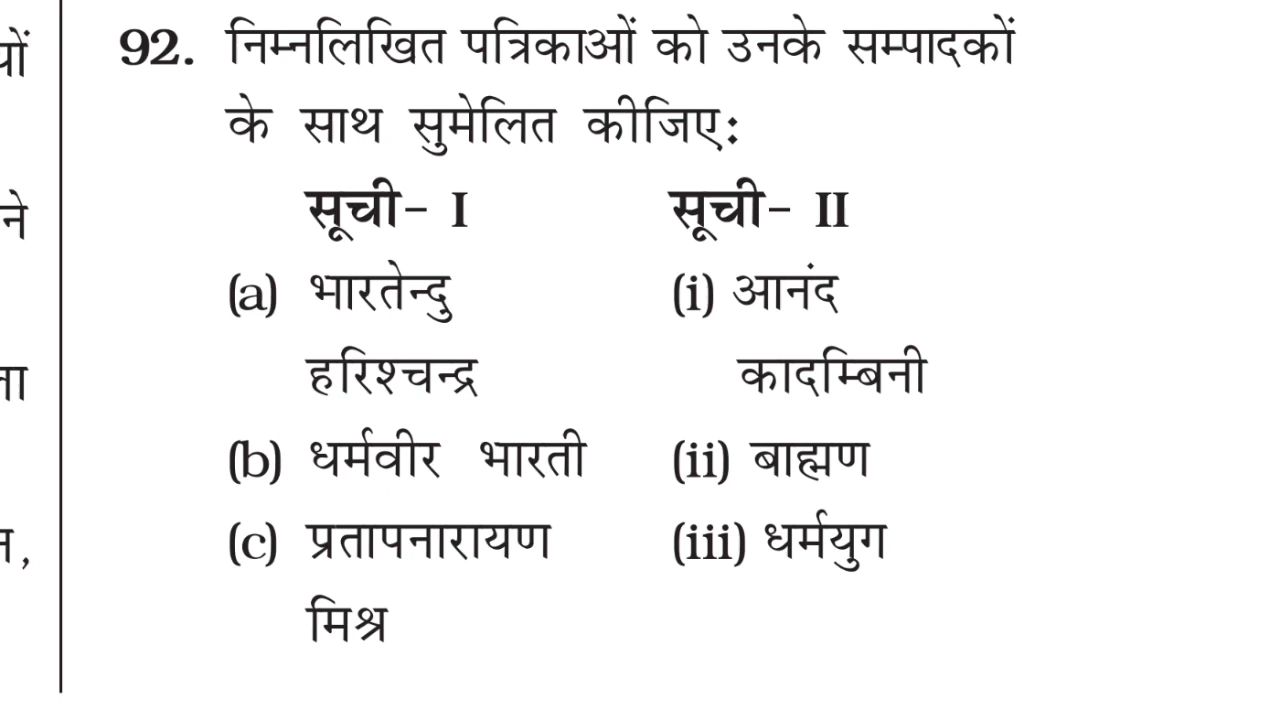 92. निम्नलिखित पत्रिकाओं को उनके सम्पादकों
के साथ सुमेलित कीजिए:
सूची- I सूची- II
(a) भारतेन्दु (i) आनंद
हरिश्चन्द्र कादम्बिनी
(b) धर्मवीर भारती (ii) बाह्मण
(c) प्रतापनारायण (iii) धर्मयुग
मिश्र